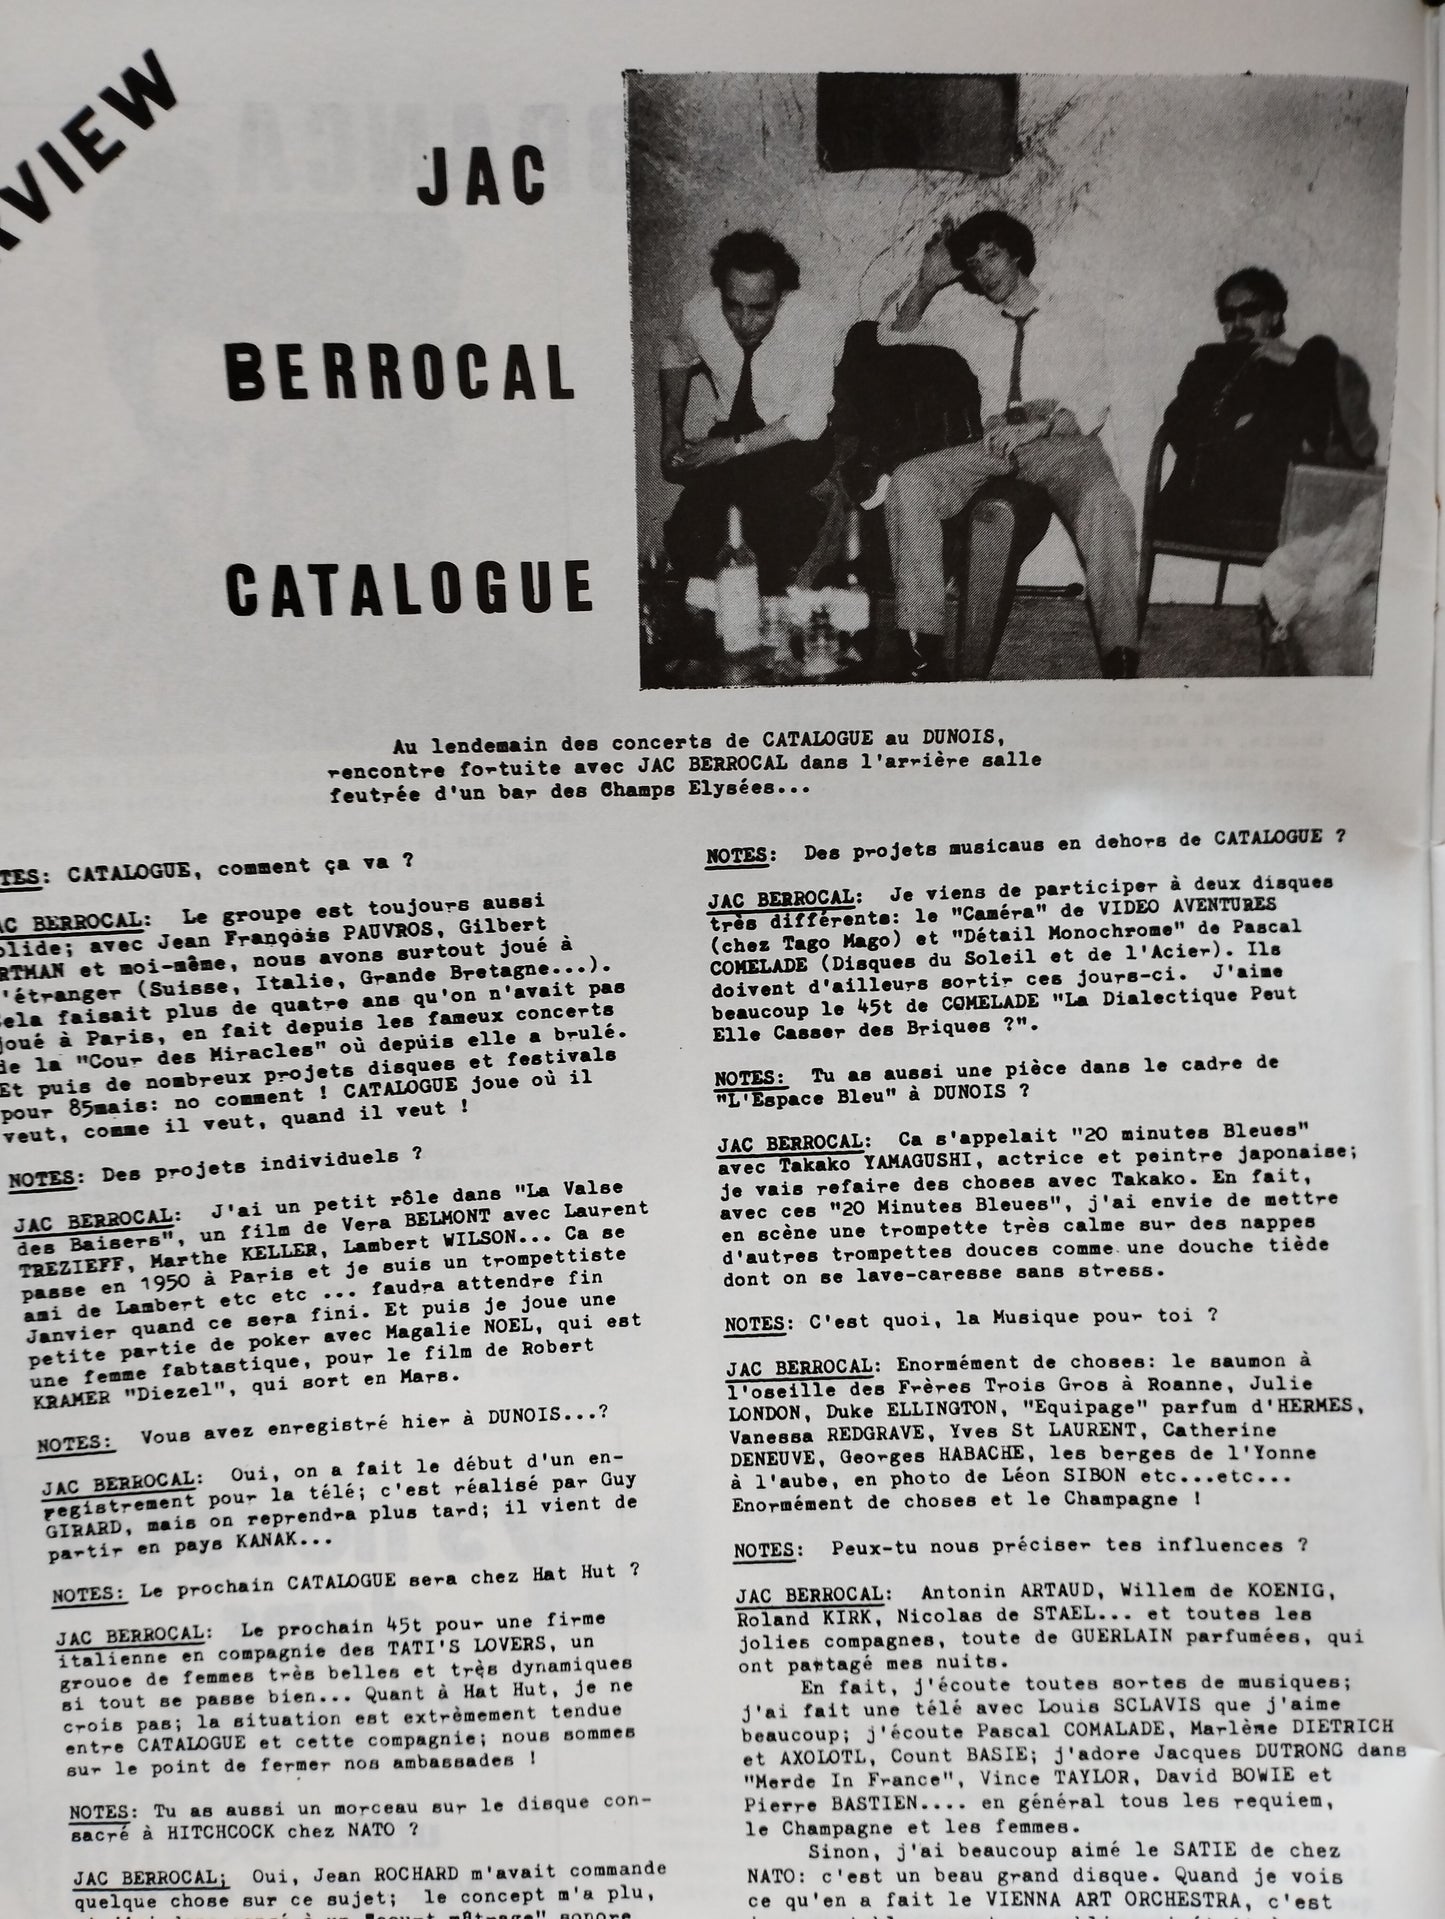 VIEW
JAC
BERROCAL
CATALOGUE
Au lendemain des concerts de CATALOGUE au DUNOIS,
rencontre fortuite avec JAC BERROCAL dans l'arrière salle
feutrée d'un bar des Champs Elysées...
TES: CATALOGUE, comment ça va ?
AC BERROCAL: Le groupe est toujours aussi
olide; avec Jean François PAUVROS, Gilbert
RTMAN et moi-même, nous avons surtout joué à
l'étranger (Suisse, Italie, Grande Bretagne...).
Cela faisait plus de quatre ans qu'on n'avait pas
joué à Paris, en fait depuis les fameux concerts
de la "Cour des Miracles" où depuis elle a brulé.
Et puis de nombreux projets disques et festivals
pour 85mais: no comment ! CATALOGUE joue où il
veut, comme il veut, quand il veut !
NOTES: Des projets individuels ?
JAC BERROCAL: J'ai un petit rôle dans "La Valse
des Baisers", un film de Vera BELMONT avec Laurent
TREZIEFF, Marthe KELLER, Lambert WILSON... Ca se
passe en 1950 à Paris et je suis un trompettiste
ami de Lambert etc etc ... faudra attendre fin
Janvier quand ce sera fini. Et puis je joue une
petite partie de poker avec Magalie NOEL, qui est
une femme fabtastique, pour le film de Robert
KRAMER "Diezel", qui sort en Mars.
NOTES: Vous avez enregistré hier à DUNOIS...?
JAC BERROCAL: Oui, on a fait le début d'un en-
registrement pour la télé; c'est réalisé par Guy
GIRARD, mais on reprendra plus tard; il vient de
partir en pays KANAK...
NOTES: Le prochain CATALOGUE sera chez Hat Hut ?
JAC BERROCAL: Le prochain 45t pour une firme
italienne en compagnie des TATI'S LOVERS, un
grouoe de femmes très belles et très dynamiques
si tout se passe bien... Quant à Hat Hut, je ne
crois pas; la situation est extrêmement tendue
entre CATALOGUE et cette compagnie; nous sommes
sur le point de fermer nos ambassades !
NOTES: Tu as aussi un morceau sur le disque con-
sacré à HITCHCOCK chez NATO ?
JAC BERROCAL; Oui, Jean ROCHARD m'avait commande
quelque chose sur ce sujet; le concept m'a plu,
NOTES: Des projets musicaus en dehors de CATALOGUE ?
JAC BERROCAL: Je viens de participer à deux disques
très différents: le "Caméra" de VIDEO AVENTURES
(chez Tago Mago) et "Détail Monochrome" de Pascal
COMELADE (Disques du Soleil et de l'Acier). Ils
doivent d'ailleurs sortir ces jours-ci. J'aime
beaucoup le 45t de COMELADE "La Dialectique Peut
Elle Casser des Briques ?".
NOTES: Tu as aussi une pièce dans le cadre de
"L'Espace Bleu" à DUNOIS ?
JAC BERROCAL: Ca s'appelait "20 minutes Bleues"
avec Takako YAMAGUSHI, actrice et peintre japonaise;
je vais refaire des choses avec Takako. En fait,
avec ces "20 Minutes Bleues", j'ai envie de mettre
en scène une trompette très calme sur des nappes
d'autres trompettes douces comme une douche tiède
dont on se lave-caresse sans stress.
NOTES: C'est quoi, la Musique pour toi ?
JAC BERROCAL: Enormément de choses: le saumon à
l'oseille des Frères Trois Gros à Roanne, Julie
LONDON, Duke ELLINGTON, "Equipage" parfum d'HERMES,
Vanessa REDGRAVE, Yves St LAURENT, Catherine
DENEUVE, Georges HABACHE, les berges de l'Yonne
à l'aube, en photo de Léon SIBON etc...etc...
Enormément de choses et le Champagne !
NOTES: Peux-tu nous préciser tes influences ?
JAC BERROCAL: Antonin ARTAUD, Willem de KOENIG,
Roland KIRK, Nicolas de STAEL... et toutes les
jolies compagnes, toute de GUERLAIN parfumées, qui
ont partagé mes nuits.
En fait, j'écoute toutes sortes de musiques;
j'ai fait une télé avec Louis SCLAVIS que j'aime
beaucoup; j'écoute Pascal COMALADE, Marlème DIETRICH
et AXOLOTL, Count BASIE; j'adore Jacques DUTRONC dans
"Merde In France", Vince TAYLOR, David BOWIE et
Pierre BASTIEN.... en général tous les requiem,
le Champagne et les femmes.
Sinon, j'ai beaucoup aimé le SATIE de chez
NATO: c'est un beau grand disque. Quand je vois
ce qu'en a fait le VIENNA ART ORCHESTRA, c'est